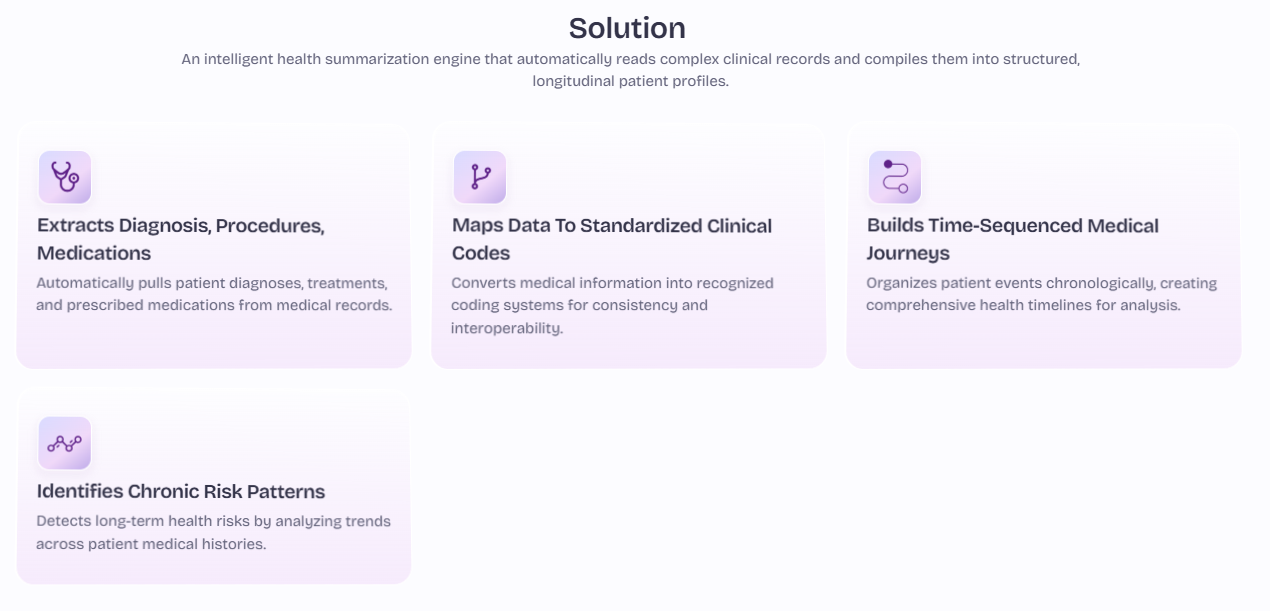 Solution
An intelligent health summarization engine that automatically reads complex clinical records and compiles them into structured,
longitudinal patient profiles.
Extracts Diagnosis, Procedures,
Medications
Automatically pulls patient diagnoses, treatments,
and prescribed medications from medical records.
Maps Data To Standardized Clinical
Codes
Converts medical information into recognized
coding systems for consistency and
interoperability.
Builds Time-Sequenced Medical
Journeys
Organizes patient events chronologically, creating
comprehensive health timelines for analysis.
Identifies Chronic Risk Patterns
Detects long-term health risks by analyzing trends
across patient medical histories.